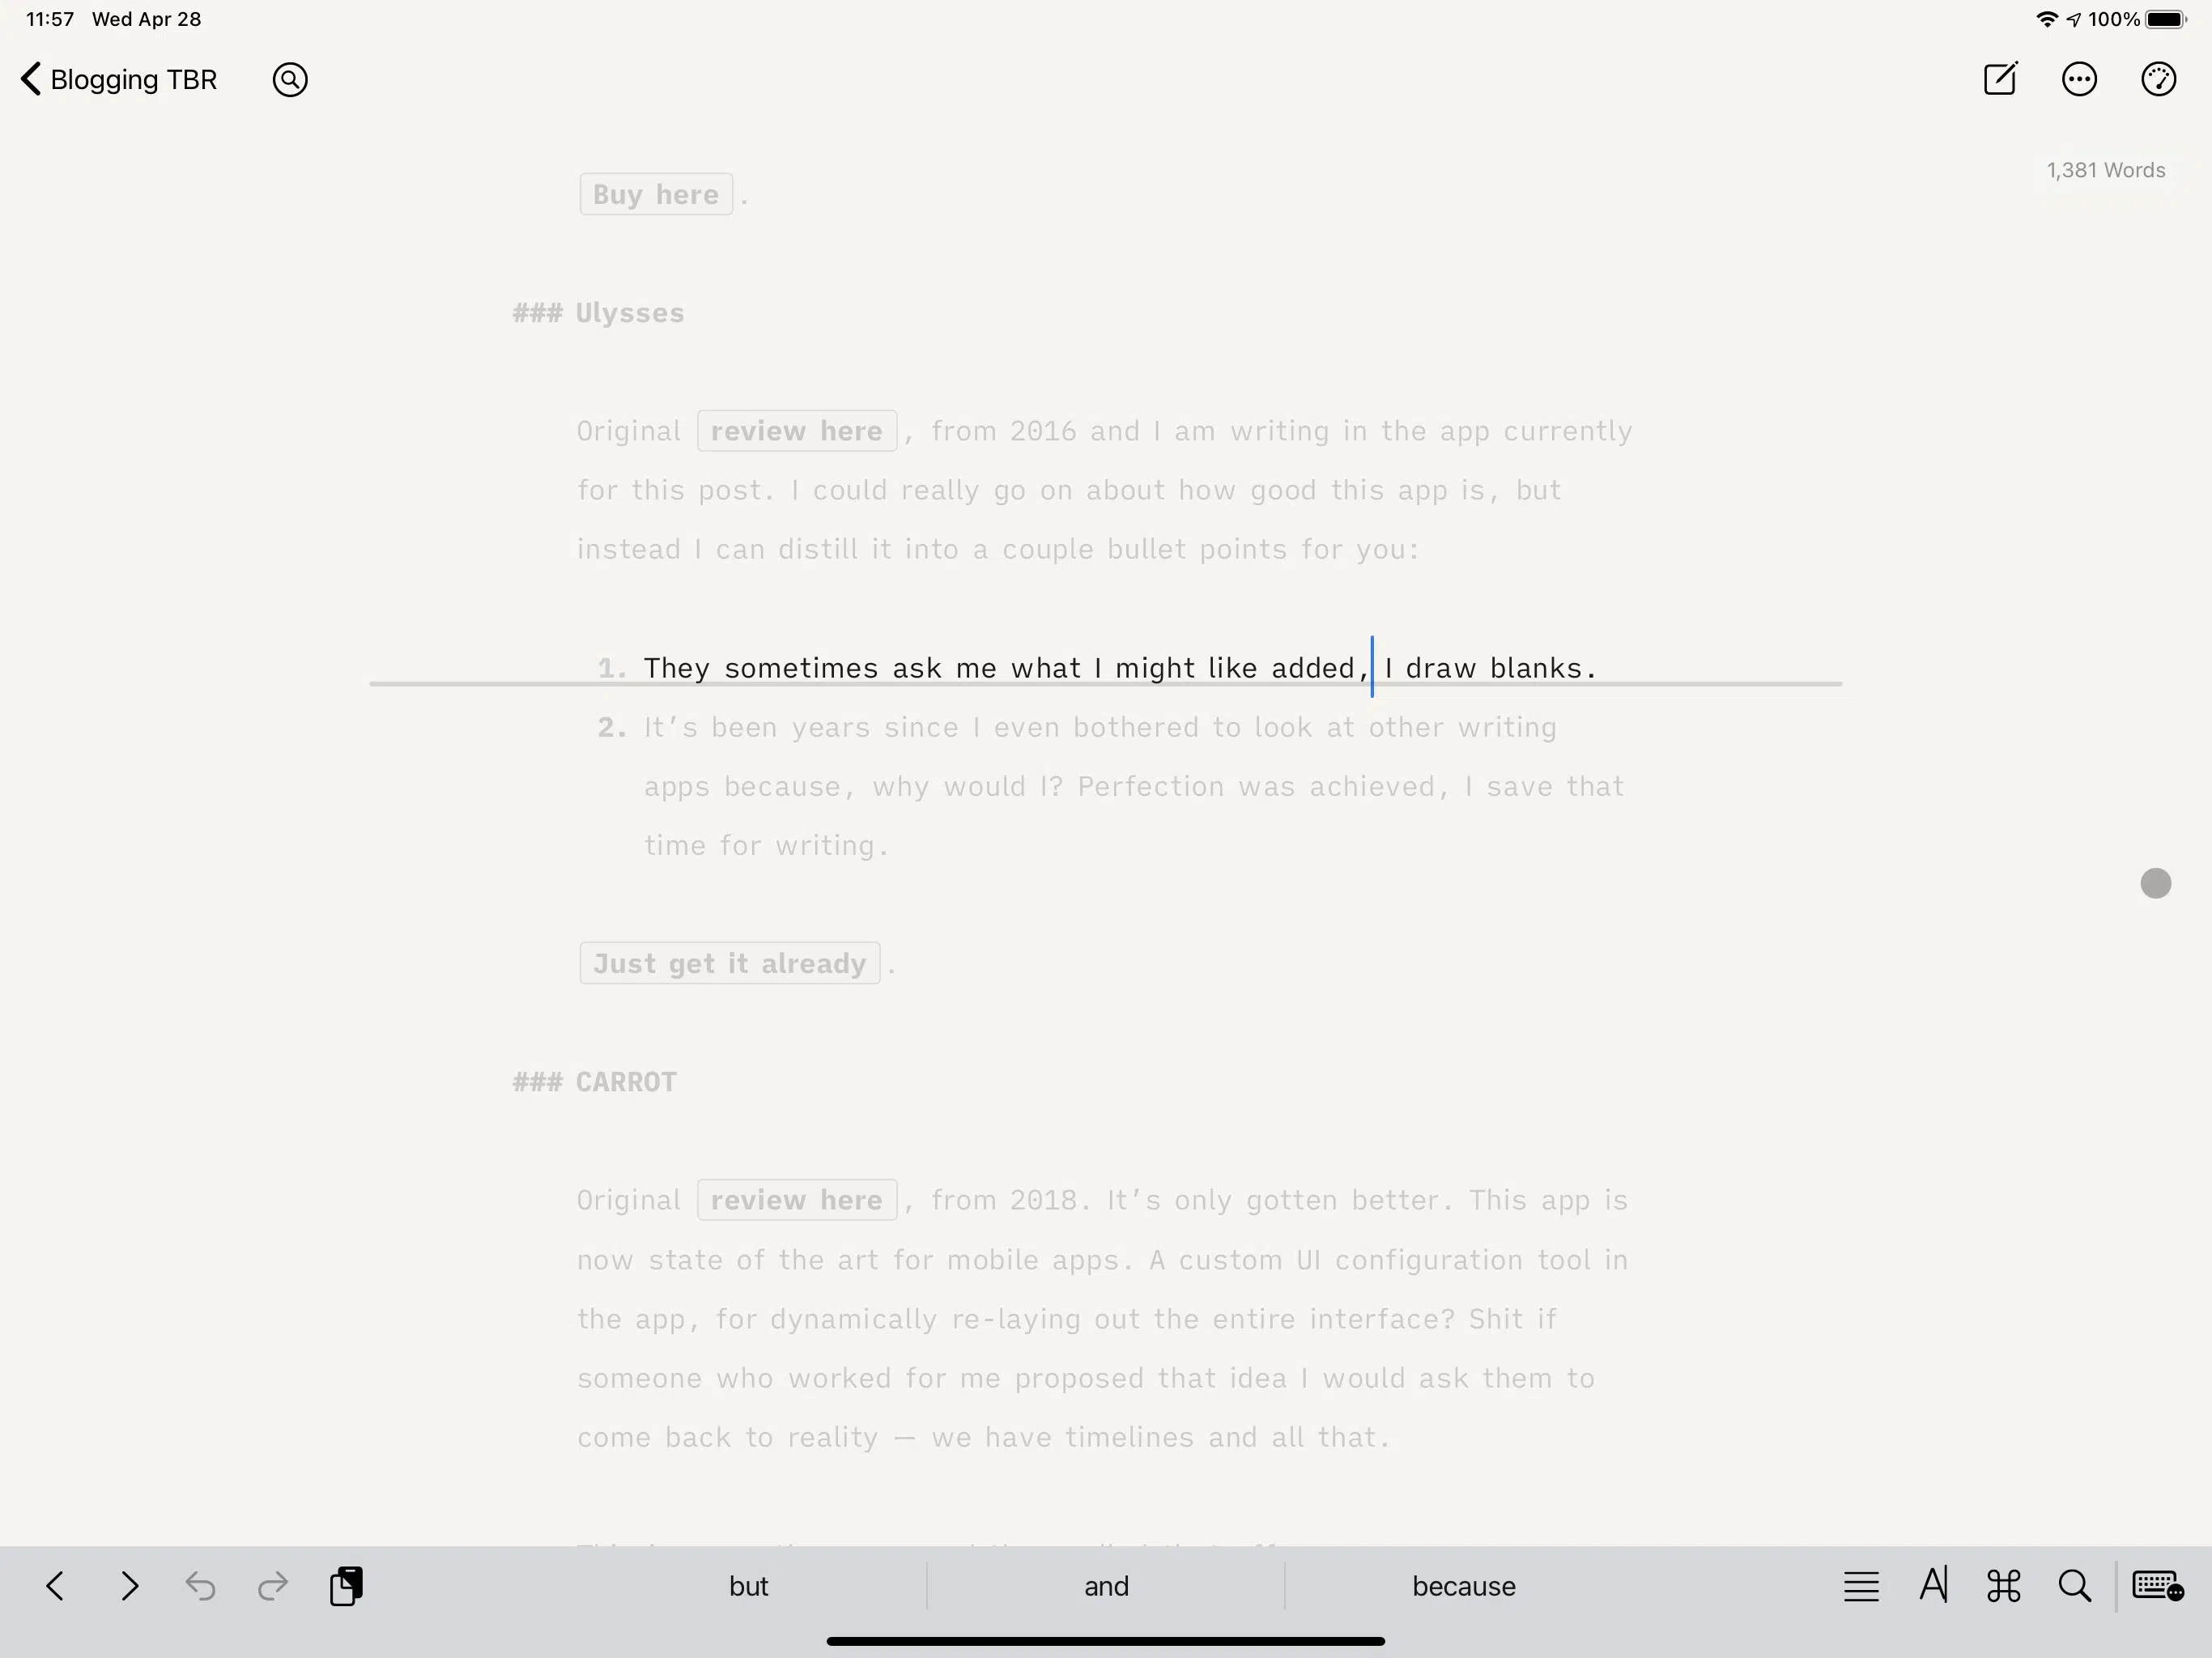 11:57 Wed Apr 28
100%
Blogging TBR
1,381 Words
Buy here .
### Ulysses
Original review here , from 2016 and I am writing in the app currently
for this post. I could really go on about how good this app is, but
instead I can distill it into a couple bullet points for you:
1. They sometimes ask me what I might like added, I draw blanks.
2. It’s been years since I even bothered to look at other writing
apps because, why would I? Perfection was achieved, I save that
time for writing.
Just get it already .
### CARROT
Original review here , from 2018. It’s only gotten better. This app is
now state of the art for mobile apps. A custom UI configuration tool in
the app, for dynamically re-laying out the entire interface? Shit if
someone who worked for me proposed that idea I would ask them to
come back to reality — we have timelines and all that.
but
and
because